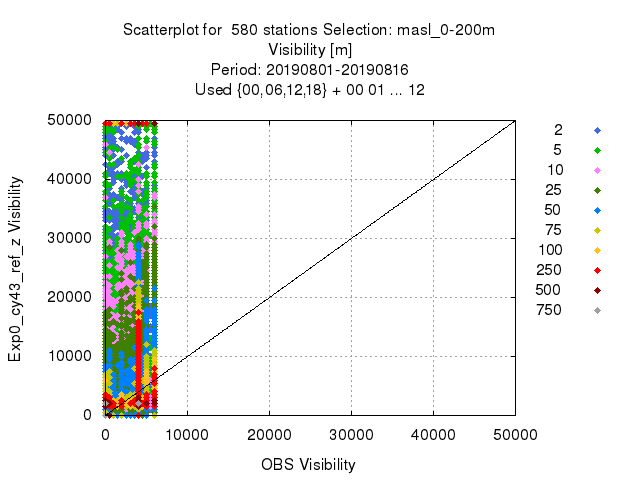 Scatterplot for 580 stations Selection: masl_0-200m
Visibility [m]
Period: 20190801-20190816
Used {00,06,12,18} + 00 01 ... 12
Exp0_cy43_ref_z Visibility
50000
40000
30000
20000
10000
0
0 10000 20000 30000 40000 50000
OBS Visibility
2
5
10
25
50
75
100
250
500
750